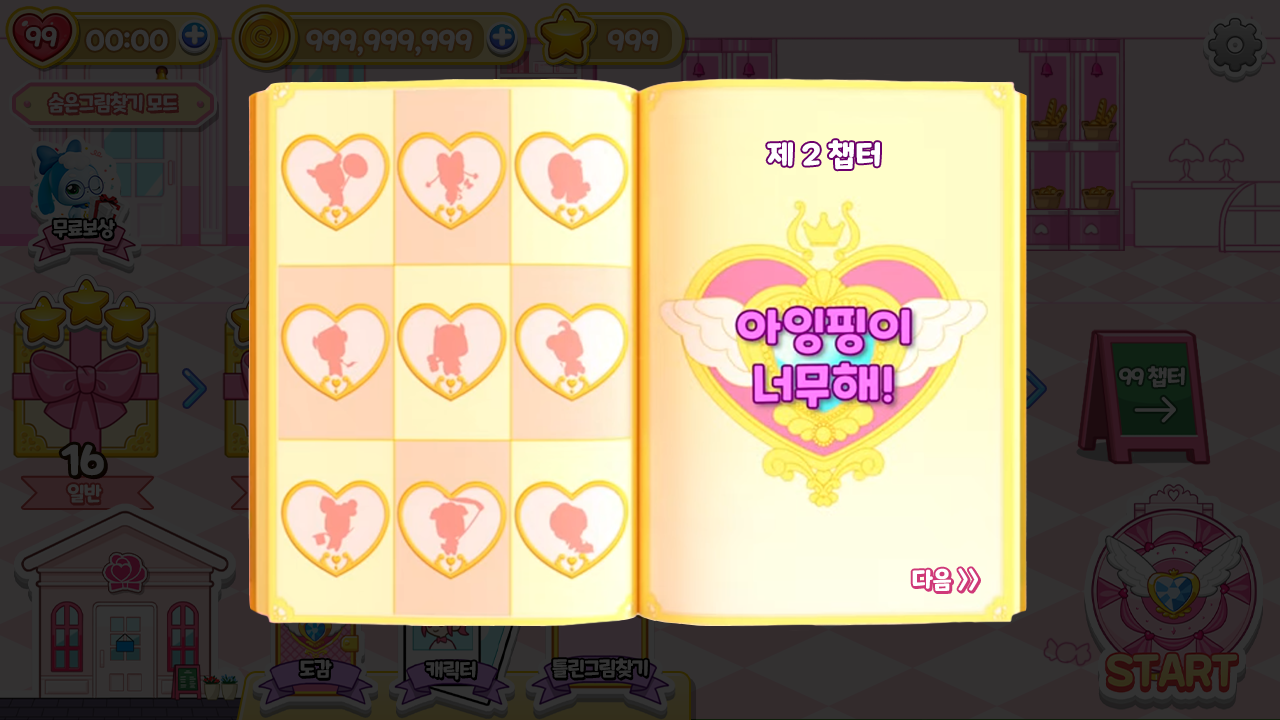 99
00:00
G
999,999,999
999
숨은그림찾기 모드
무료보상
제 2 챕터
아잉핑이
너무해!
16
일반
99 챕터
다음
도감
캐릭터
틀린그림찾기
START